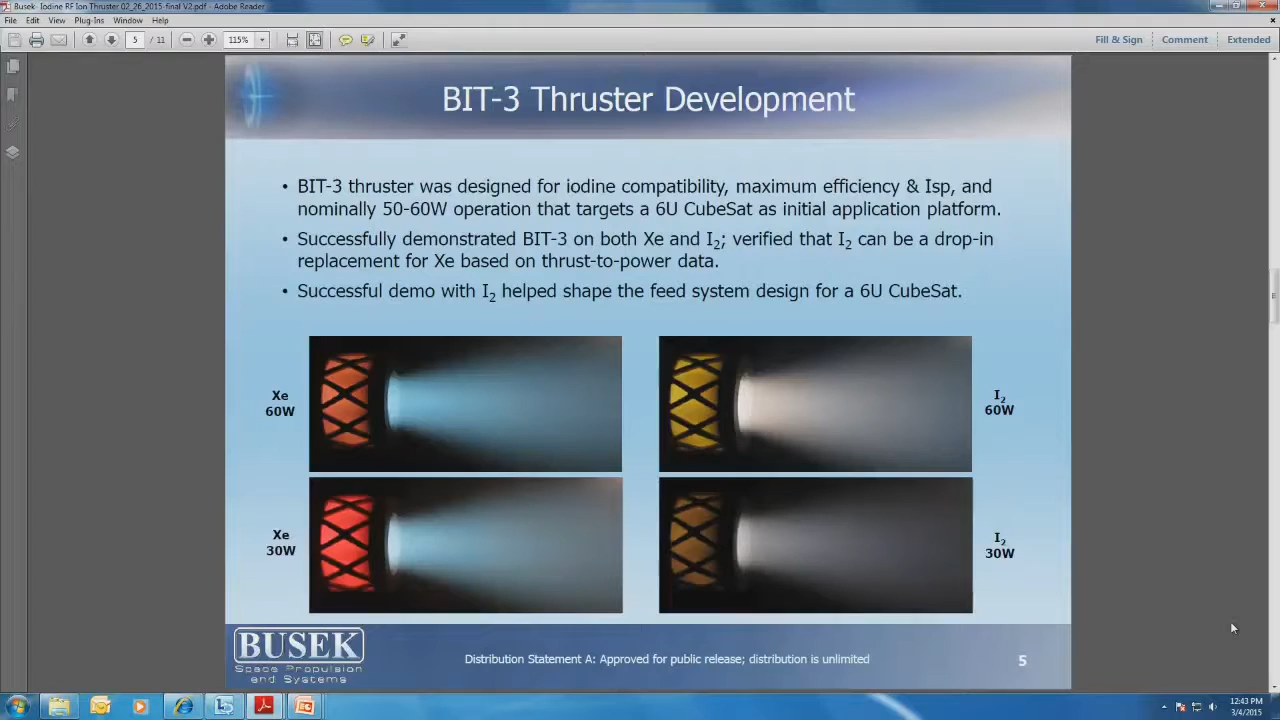 Busek- Iodine RF Ion Thruster 02_26_2015-final V2.pdf - Adobe Reader
File Edit View Plug-Ins Window Help
5 / 11 115%
Fill & Sign Comment Extended
BIT-3 Thruster Development
• BIT-3 thruster was designed for iodine compatibility, maximum efficiency & Isp, and
nominally 50-60W operation that targets a 6U CubeSat as initial application platform.
• Successfully demonstrated BIT-3 on both Xe and I₂; verified that I₂ can be a drop-in
replacement for Xe based on thrust-to-power data.
• Successful demo with I₂ helped shape the feed system design for a 6U CubeSat.
Xe
60W
I₂
60W
Xe
30W
I₂
30W
BUSEK
Space Propulsion
and Systems
Distribution Statement A: Approved for public release; distribution is unlimited
5
12:43 PM
3/4/2015